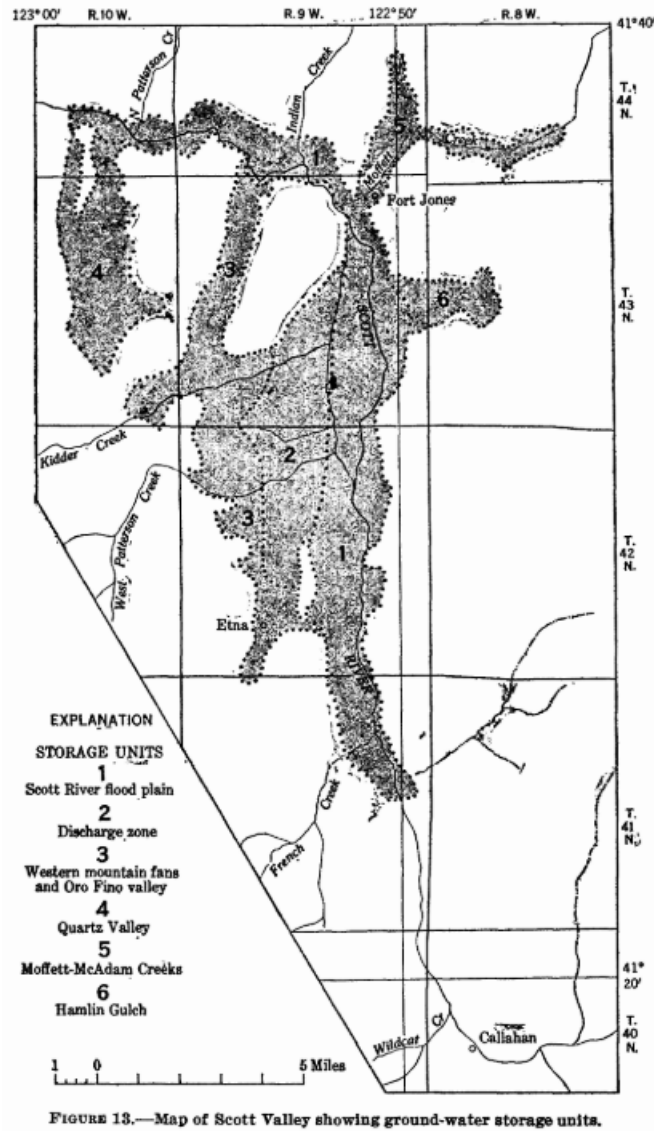 123°00' R.10 W. R.9 W. 122°50' R.8 W.
41°40'
N. Patterson Cr
Indian Creek
T. 44 N.
5
Creek
1
Moffett
Fort Jones
4
3
6
T. 43 N.
SCOTT
Kidder Creek
2
West Patterson Creek
3
1
T. 42 N.
Etna
RIVER
EXPLANATION
STORAGE UNITS
1
Scott River flood plain
2
Discharge zone
3
Western mountain fans
and Oro Fino valley
4
Quartz Valley
5
Moffett-McAdam Creeks
6
Hamlin Gulch
French Creek
T. 41 N.
41°
20'
T. 40 N.
Wildcat Cr
Callahan
1 0 5 Miles
FIGURE 13.—Map of Scott Valley showing ground-water storage units.